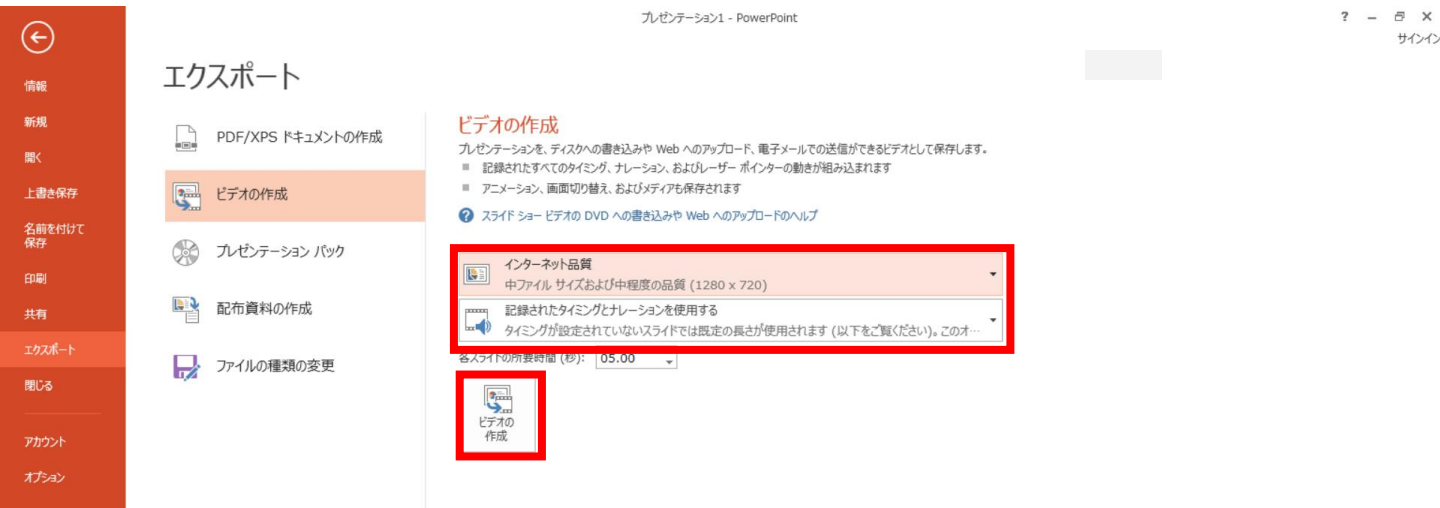 プレゼンテーション1 - PowerPoint
?
サインイン
情報
新規
開く
上書き保存
名前を付けて
保存
印刷
共有
エクスポート
閉じる
アカウント
オプション
エクスポート
PDF/XPS ドキュメントの作成
ビデオの作成
プレゼンテーション パック
配布資料の作成
ファイルの種類の変更
ビデオの作成
プレゼンテーションを、ディスクへの書き込みや Web へのアップロード、電子メールでの送信ができるビデオとして保存します。
記録されたすべてのタイミング、ナレーション、およびレーザー ポインターの動きが組み込まれます
アニメーション、画面切り替え、およびメディアも保存されます
スライド ショー ビデオの DVD への書き込みや Web へのアップロードのヘルプ
インターネット品質
中ファイル サイズおよび中程度の品質 (1280 x 720)
記録されたタイミングとナレーションを使用する
タイミングが設定されていないスライドでは既定の長さが使用されます (以下をご覧ください)。このオ…
各スライドの所要時間 (秒): 05.00
ビデオの
作成